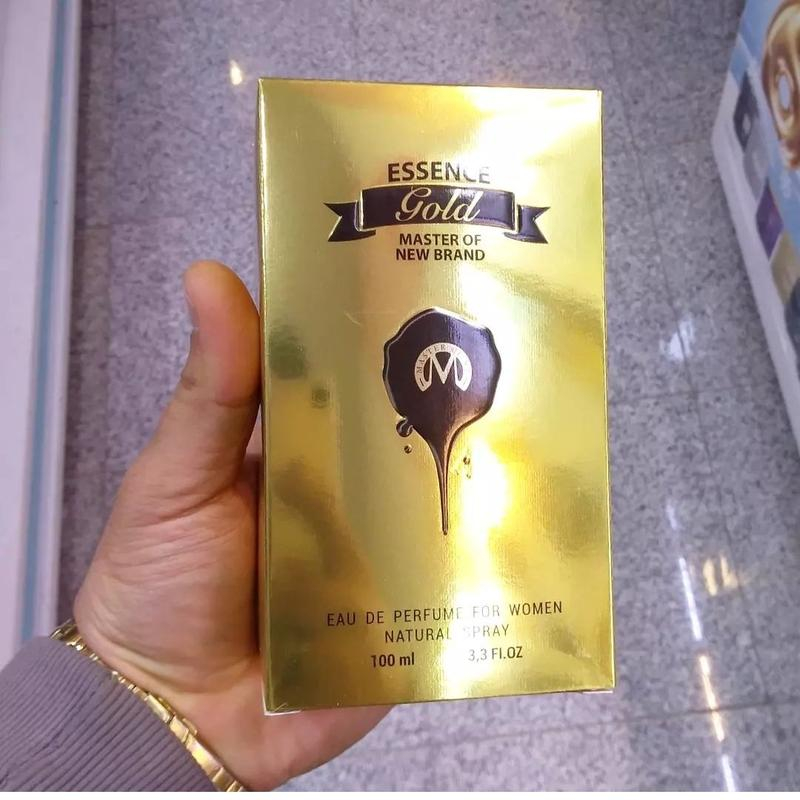 ESSENCE
Gold
MASTER OF
NEW BRAND
MASTER
M
EAU DE PERFUME FOR WOMEN
NATURAL SPRAY
100 ml 3,3 FI.OZ